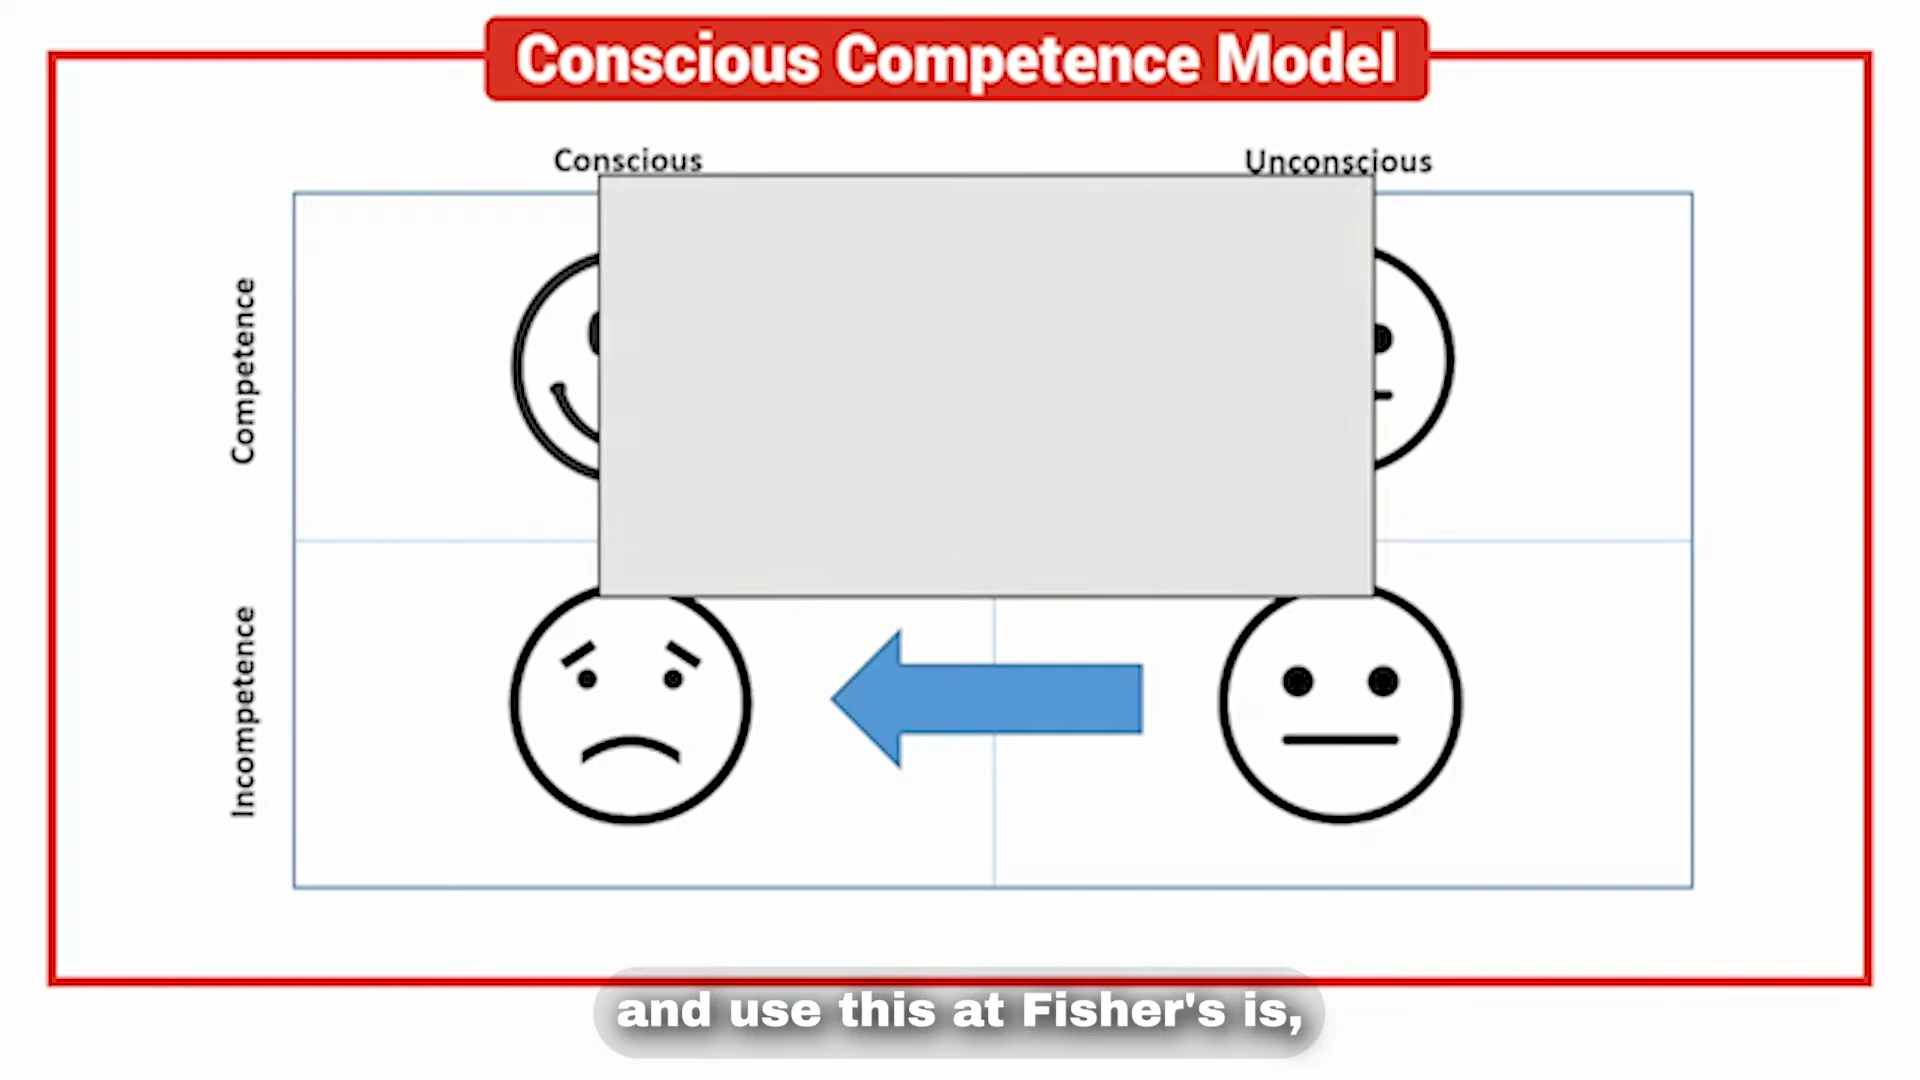 Conscious Competence Model
Conscious
Unconscious
Competence
Incompetence
and use this at Fisher's is,